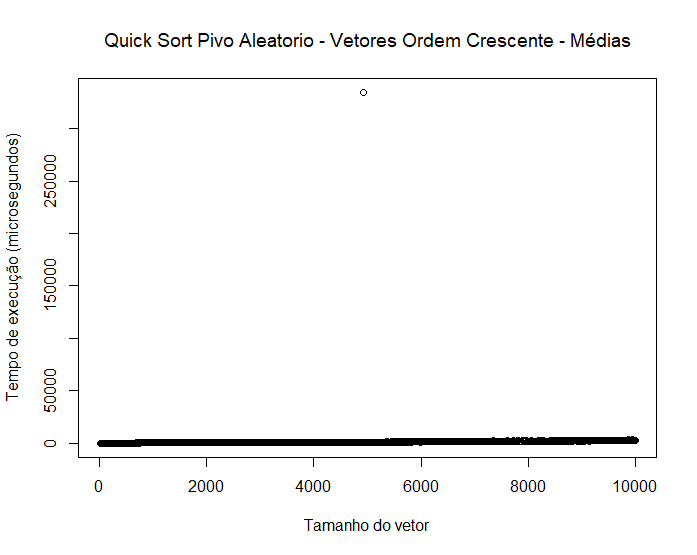 Quick Sort Pivo Aleatorio - Vetores Ordem Crescente - Médias
Tempo de execução (microsegundos)
250000
150000
50000
0
0 2000 4000 6000 8000 10000
Tamanho do vetor